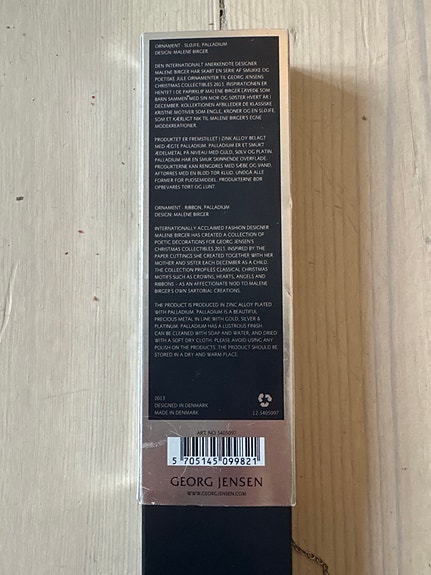 ORNAMENT - SLØJFE, PALLADIUM
DESIGN: MALENE BIRGER
DEN INTERNATIONALT ANERKENDTE DESIGNER
MALENE BIRGER HAR SKABT EN SERIE AF SMUKKE OG
POETISKE JULE ORNAMENTER TIL GEORG JENSENS
CHRISTMAS COLLECTIBLES 2013. INSPIRATIONEN ER
HENTET I DE PAPIRKLIP MALENE BIRGER LAVEDE SOM
BARN SAMMEN MED SIN MOR OG SØSTER HVERT ÅR I
DECEMBER. KOLLEKTIONEN AFBILLEDER DE KLASSISKE
KRISTNE MOTIVER SOM ENGLE, KRONER OG EN SLØJFE,
SOM ET KÆRLIGT NIK TIL MALENE BIRGER'S EGNE
MODEKREATIONER.
PRODUKTET ER FREMSTILLET I ZINK ALLOY BELAGT
MED ÆGTE PALLADIUM. PALLADIUM ER ET SMUKT
ÆDELMETAL PÅ NIVEAU MED GULD, SØLV OG PLATIN.
PALLADIUM HAR EN SMUK SKINNENDE OVERFLADE.
PRODUKTERNE KAN RENGØRES MED SÆBE OG VAND,
AFTØRRES MED EN BLØD TØR KLUD. UNDGÅ ALLE
FORMER FOR PUDSEMIDDEL. PRODUKTERNE BØR
OPBEVARES TØRT OG LUNT.
ORNAMENT - RIBBON, PALLADIUM
DESIGN: MALENE BIRGER
INTERNATIONALLY ACCLAIMED FASHION DESIGNER
MALENE BIRGER HAS CREATED A COLLECTION OF
POETIC DECORATIONS FOR GEORG JENSEN'S
CHRISTMAS COLLECTIBLES 2013. INSPIRED BY THE
PAPER CUTTINGS SHE CREATED TOGETHER WITH HER
MOTHER AND SISTER EACH DECEMBER AS A CHILD.
THE COLLECTION PROFILES CLASSICAL CHRISTMAS
MOTIFS SUCH AS CROWNS, HEARTS, ANGELS AND
RIBBONS – AS AN AFFECTIONATE NOD TO MALENE
BIRGER'S OWN SARTORIAL CREATIONS.
THE PRODUCT IS PRODUCED IN ZINC ALLOY PLATED
WITH PALLADIUM. PALLADIUM IS A BEAUTIFUL,
PRECIOUS METAL IN LINE WITH GOLD, SILVER &
PLATINUM. PALLADIUM HAS A LUSTROUS FINISH.
CAN BE CLEANED WITH SOAP AND WATER, AND DRIED
WITH A SOFT DRY CLOTH. PLEASE AVOID USING ANY
POLISH ON THE PRODUCTS. THE PRODUCT SHOULD BE
STORED IN A DRY AND WARM PLACE.
2013
DESIGNED IN DENMARK
MADE IN DENMARK
12-3405097
ART. NO. 3405097
5 705145 099821
GEORG JENSEN
WWW.GEORGJENSEN.COM